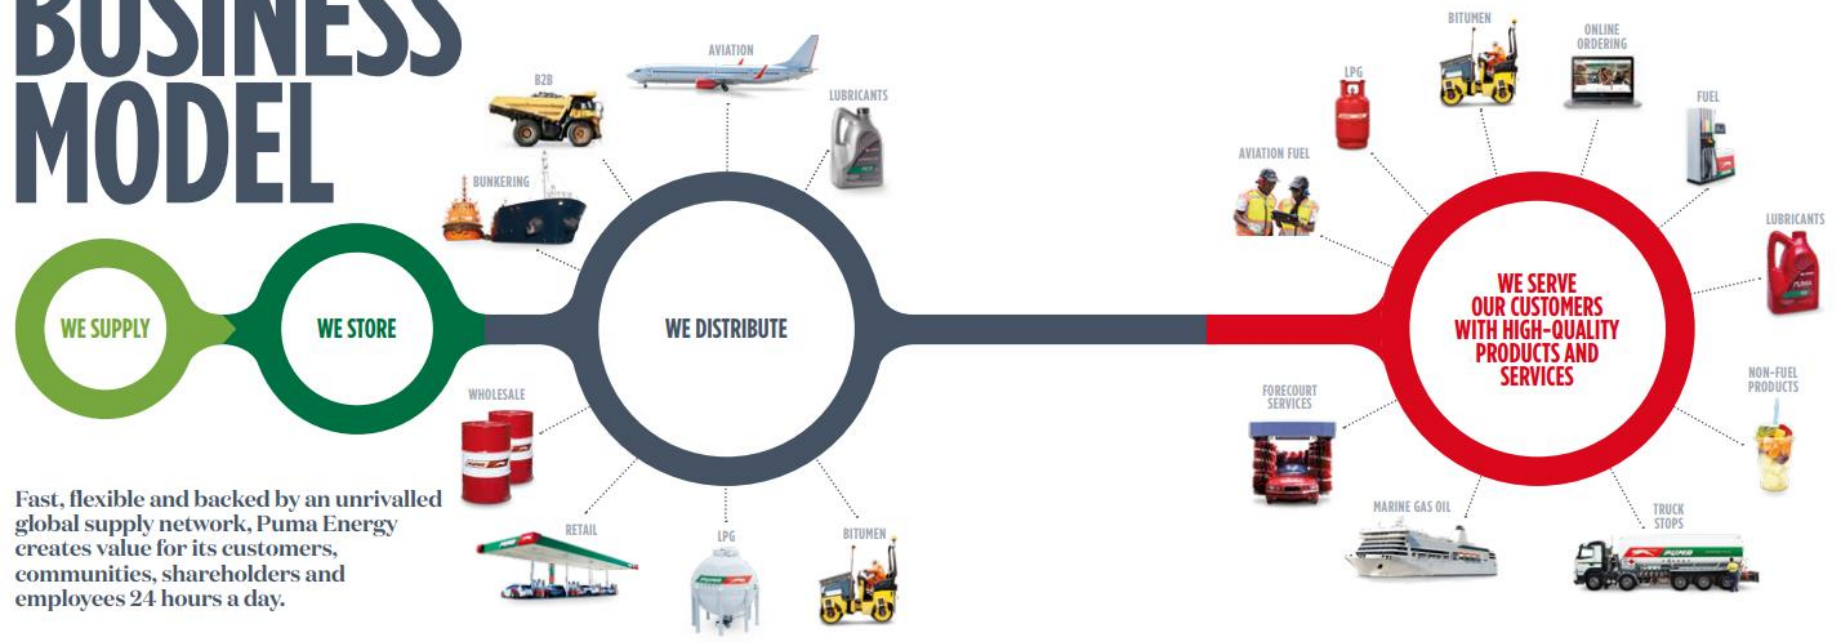 BUSINESS
MODEL
WE SUPPLY
WE STORE
WE DISTRIBUTE
BUNKERING
B2B
AVIATION
LUBRICANTS
WHOLESALE
RETAIL
LPG
BITUMEN
WE SERVE
OUR CUSTOMERS
WITH HIGH-QUALITY
PRODUCTS AND
SERVICES
AVIATION FUEL
LPG
BITUMEN
ONLINE
ORDERING
FUEL
LUBRICANTS
PUMA
NON-FUEL
PRODUCTS
TRUCK
STOPS
PUMA
MARINE GAS OIL
FORECOURT
SERVICES
Fast, flexible and backed by an unrivalled
global supply network, Puma Energy
creates value for its customers,
communities, shareholders and
employees 24 hours a day.